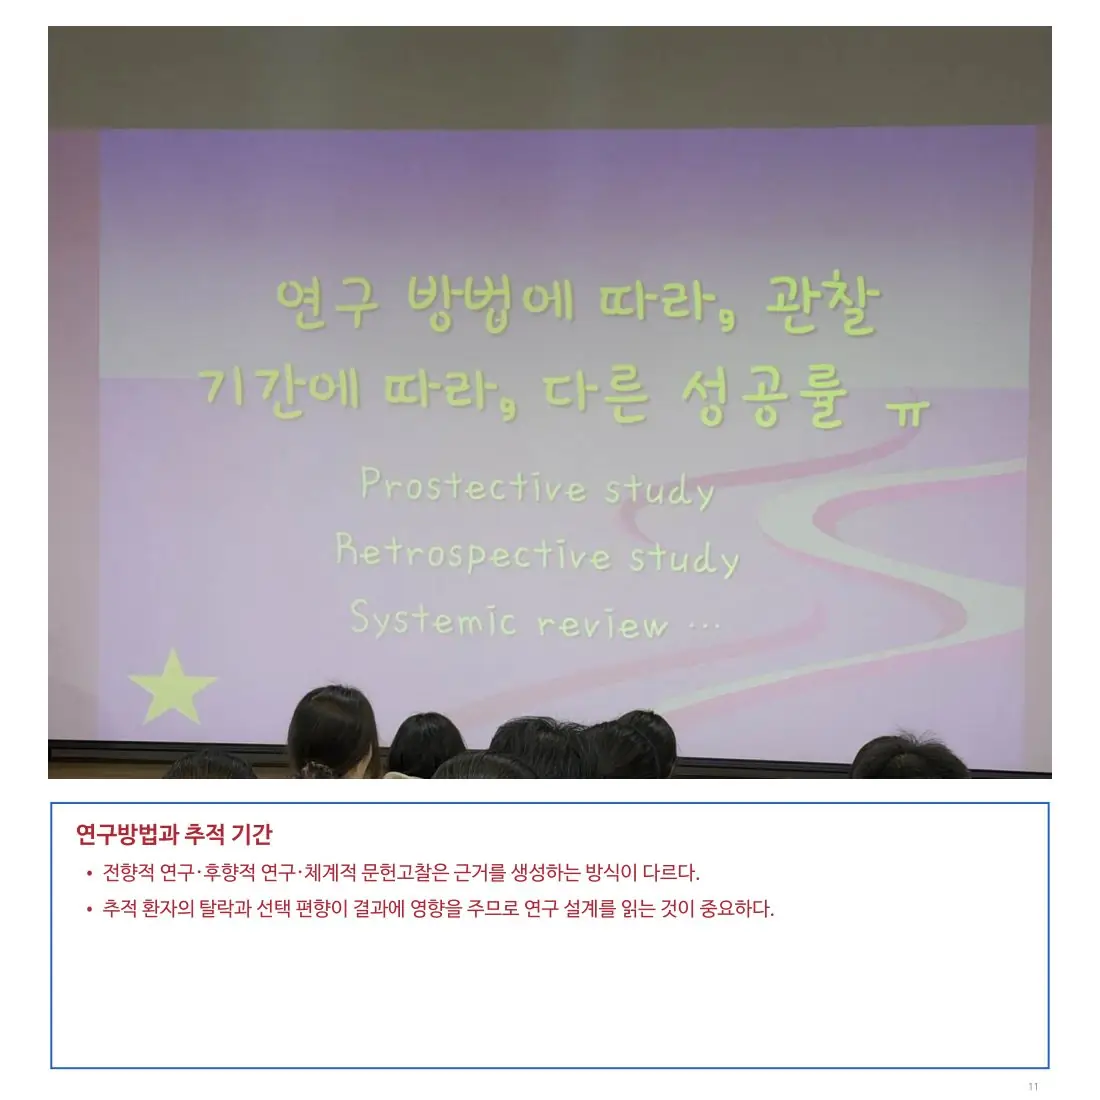 연구 방법에 따라, 관찰
기간에 따라, 다른 성공률 ㅠ
Prostective study
Retrospective study
Systemic review ...
연구방법과 추적 기간
• 전향적 연구·후향적 연구·체계적 문헌고찰은 근거를 생성하는 방식이 다르다.
• 추적 환자의 탈락과 선택 편향이 결과에 영향을 주므로 연구 설계를 읽는 것이 중요하다.
11